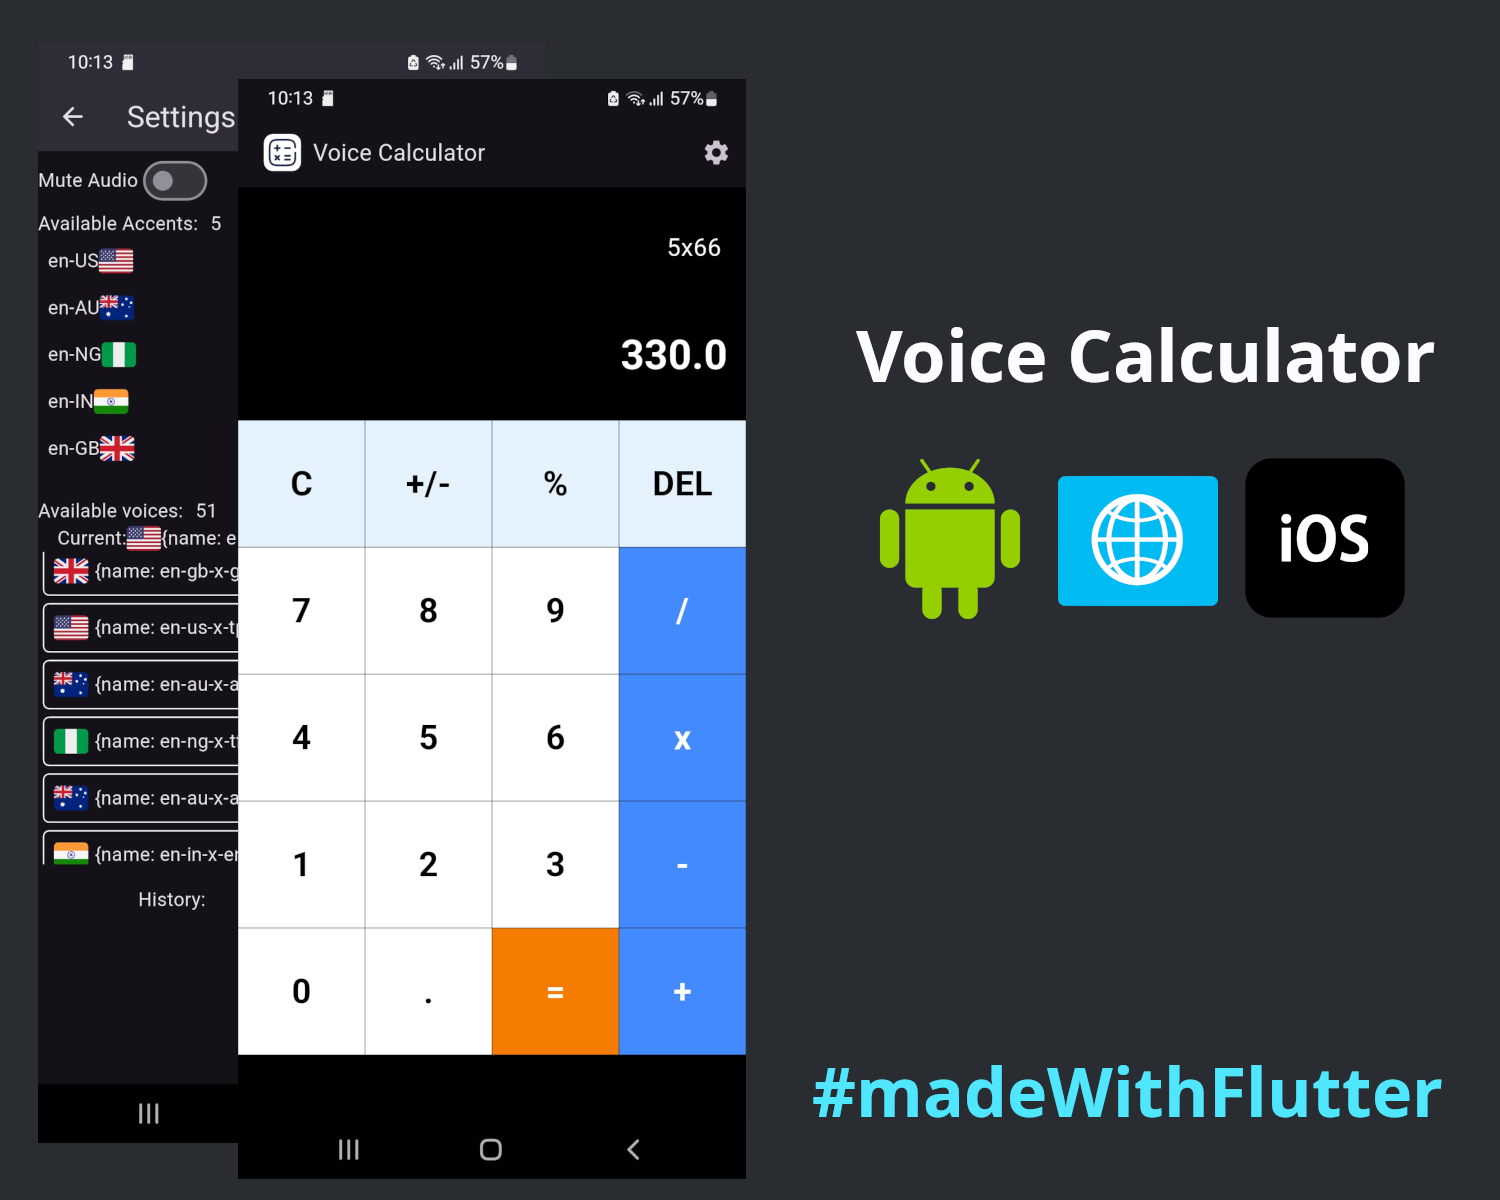 10:13
57%
Settings
Mute Audio
Available Accents: 5
en-US
en-AU
en-NG
en-IN
en-GB
Available voices: 51
Current: {name: e
{name: en-gb-x-g
{name: en-us-x-t
{name: en-au-x-a
{name: en-ng-x-t
{name: en-au-x-a
{name: en-in-x-e
History:
10:13
57%
Voice Calculator
5x66
330.0
C +/- % DEL
7 8 9 /
4 5 6 x
1 2 3 -
0 . = +
Voice Calculator
iOS
#madeWithFlutter